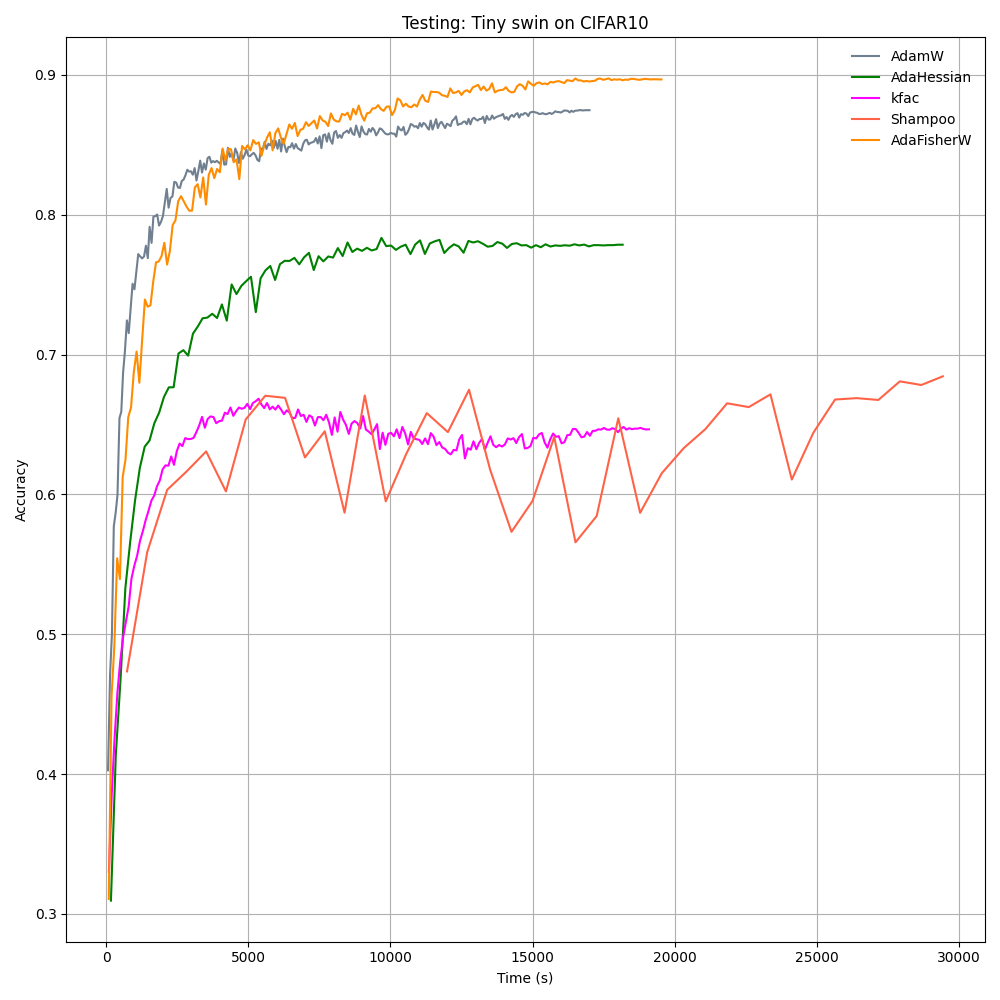 Testing: Tiny swin on CIFAR10
AdamW
AdaHessian
kfac
Shampoo
AdaFisherW
Accuracy
0.9
0.8
0.7
0.6
0.5
0.4
0.3
0
5000
10000
15000
20000
25000
30000
Time (s)